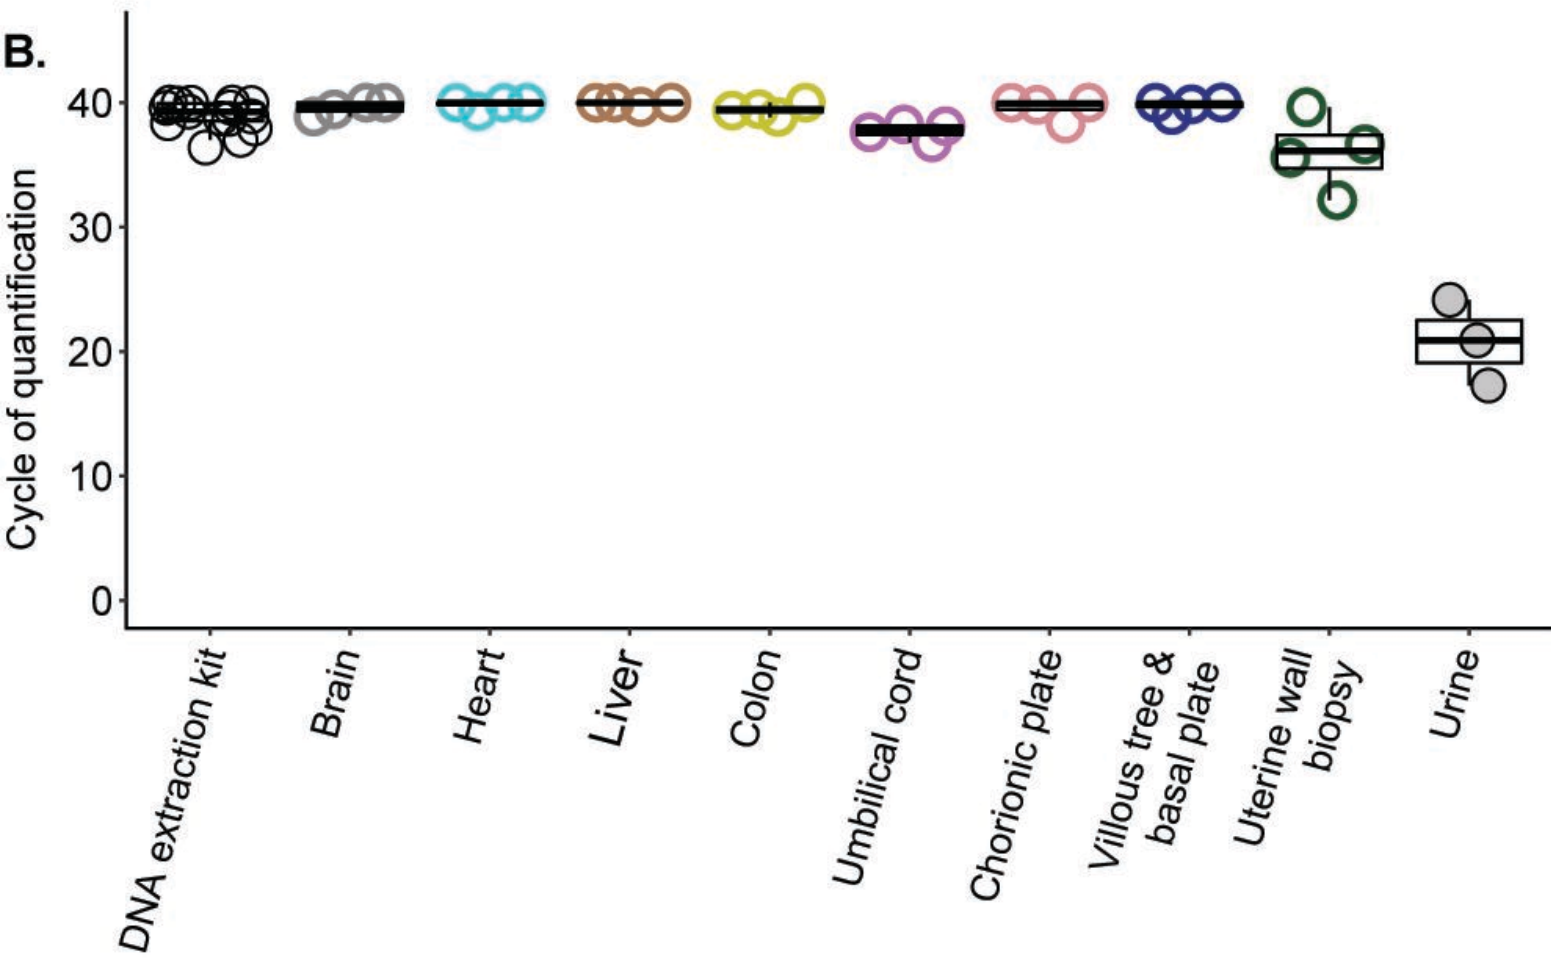 B.
Cycle of quantification
40
30
20
10
0
DNA extraction kit
Brain
Heart
Liver
Colon
Umbilical cord
Chorionic plate
Villous tree &
basal plate
Uterine wall
biopsy
Urine